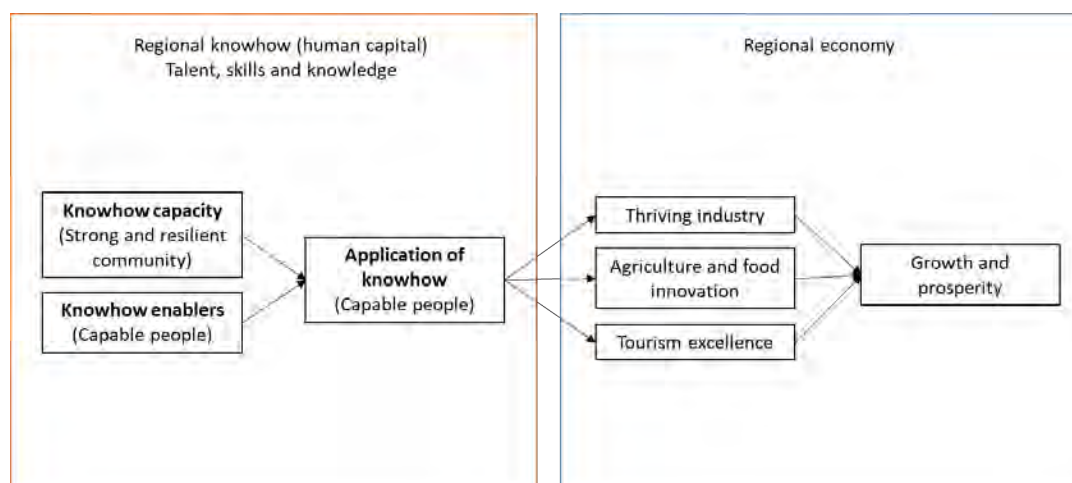 Regional knowhow (human capital)
Talent, skills and knowledge
Knowhow capacity
(Strong and resilient
community)
Knowhow enablers
(Capable people)
Application of
knowhow
(Capable people)
Regional economy
Thriving industry
Agriculture and food
innovation
Tourism excellence
Growth and
prosperity